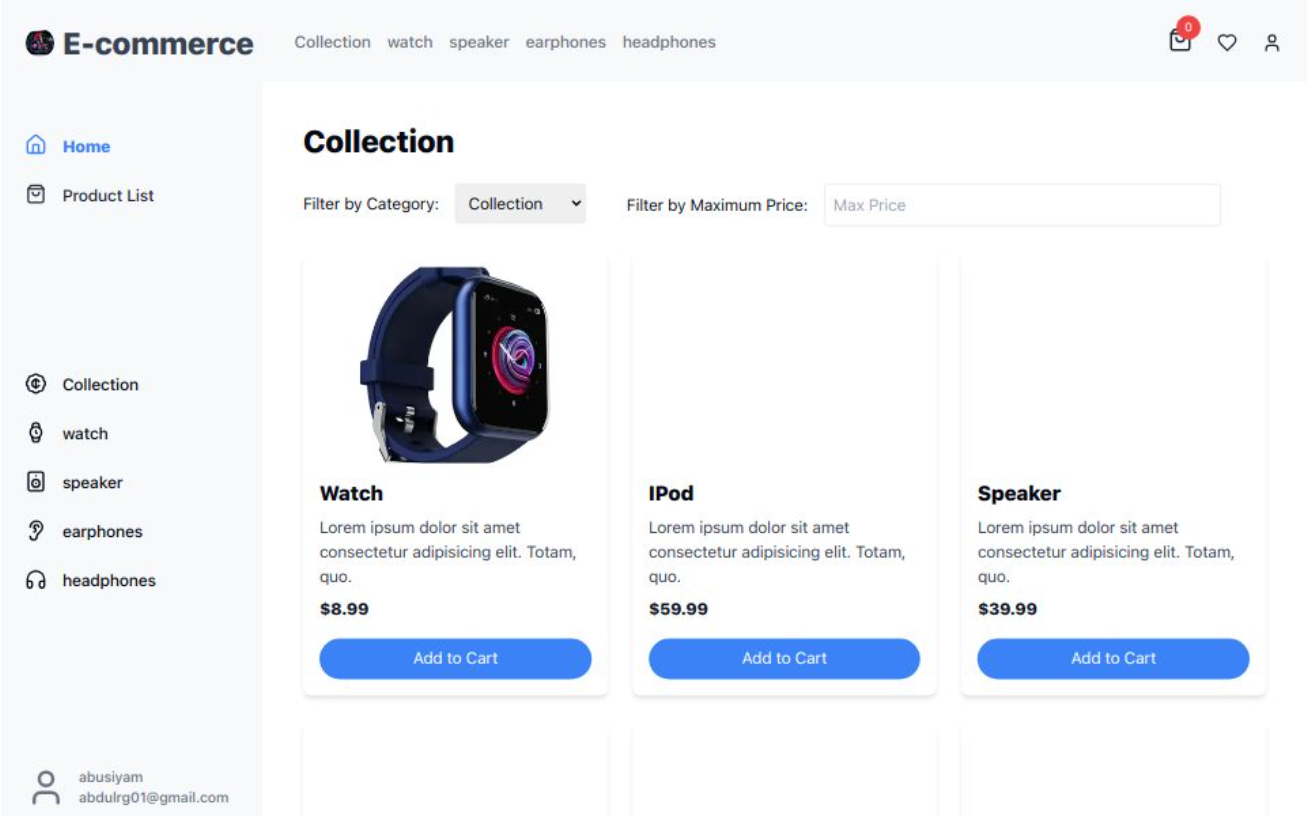 E-commerce
Collection watch speaker earphones headphones
0
Home
Product List
Collection
watch
speaker
earphones
headphones
abusiyam
abdulrg01@gmail.com
Collection
Filter by Category: Collection Filter by Maximum Price: Max Price
Watch
Lorem ipsum dolor sit amet
consectetur adipisicing elit. Totam,
quo.
$8.99
Add to Cart
IPod
Lorem ipsum dolor sit amet
consectetur adipisicing elit. Totam,
quo.
$59.99
Add to Cart
Speaker
Lorem ipsum dolor sit amet
consectetur adipisicing elit. Totam,
quo.
$39.99
Add to Cart